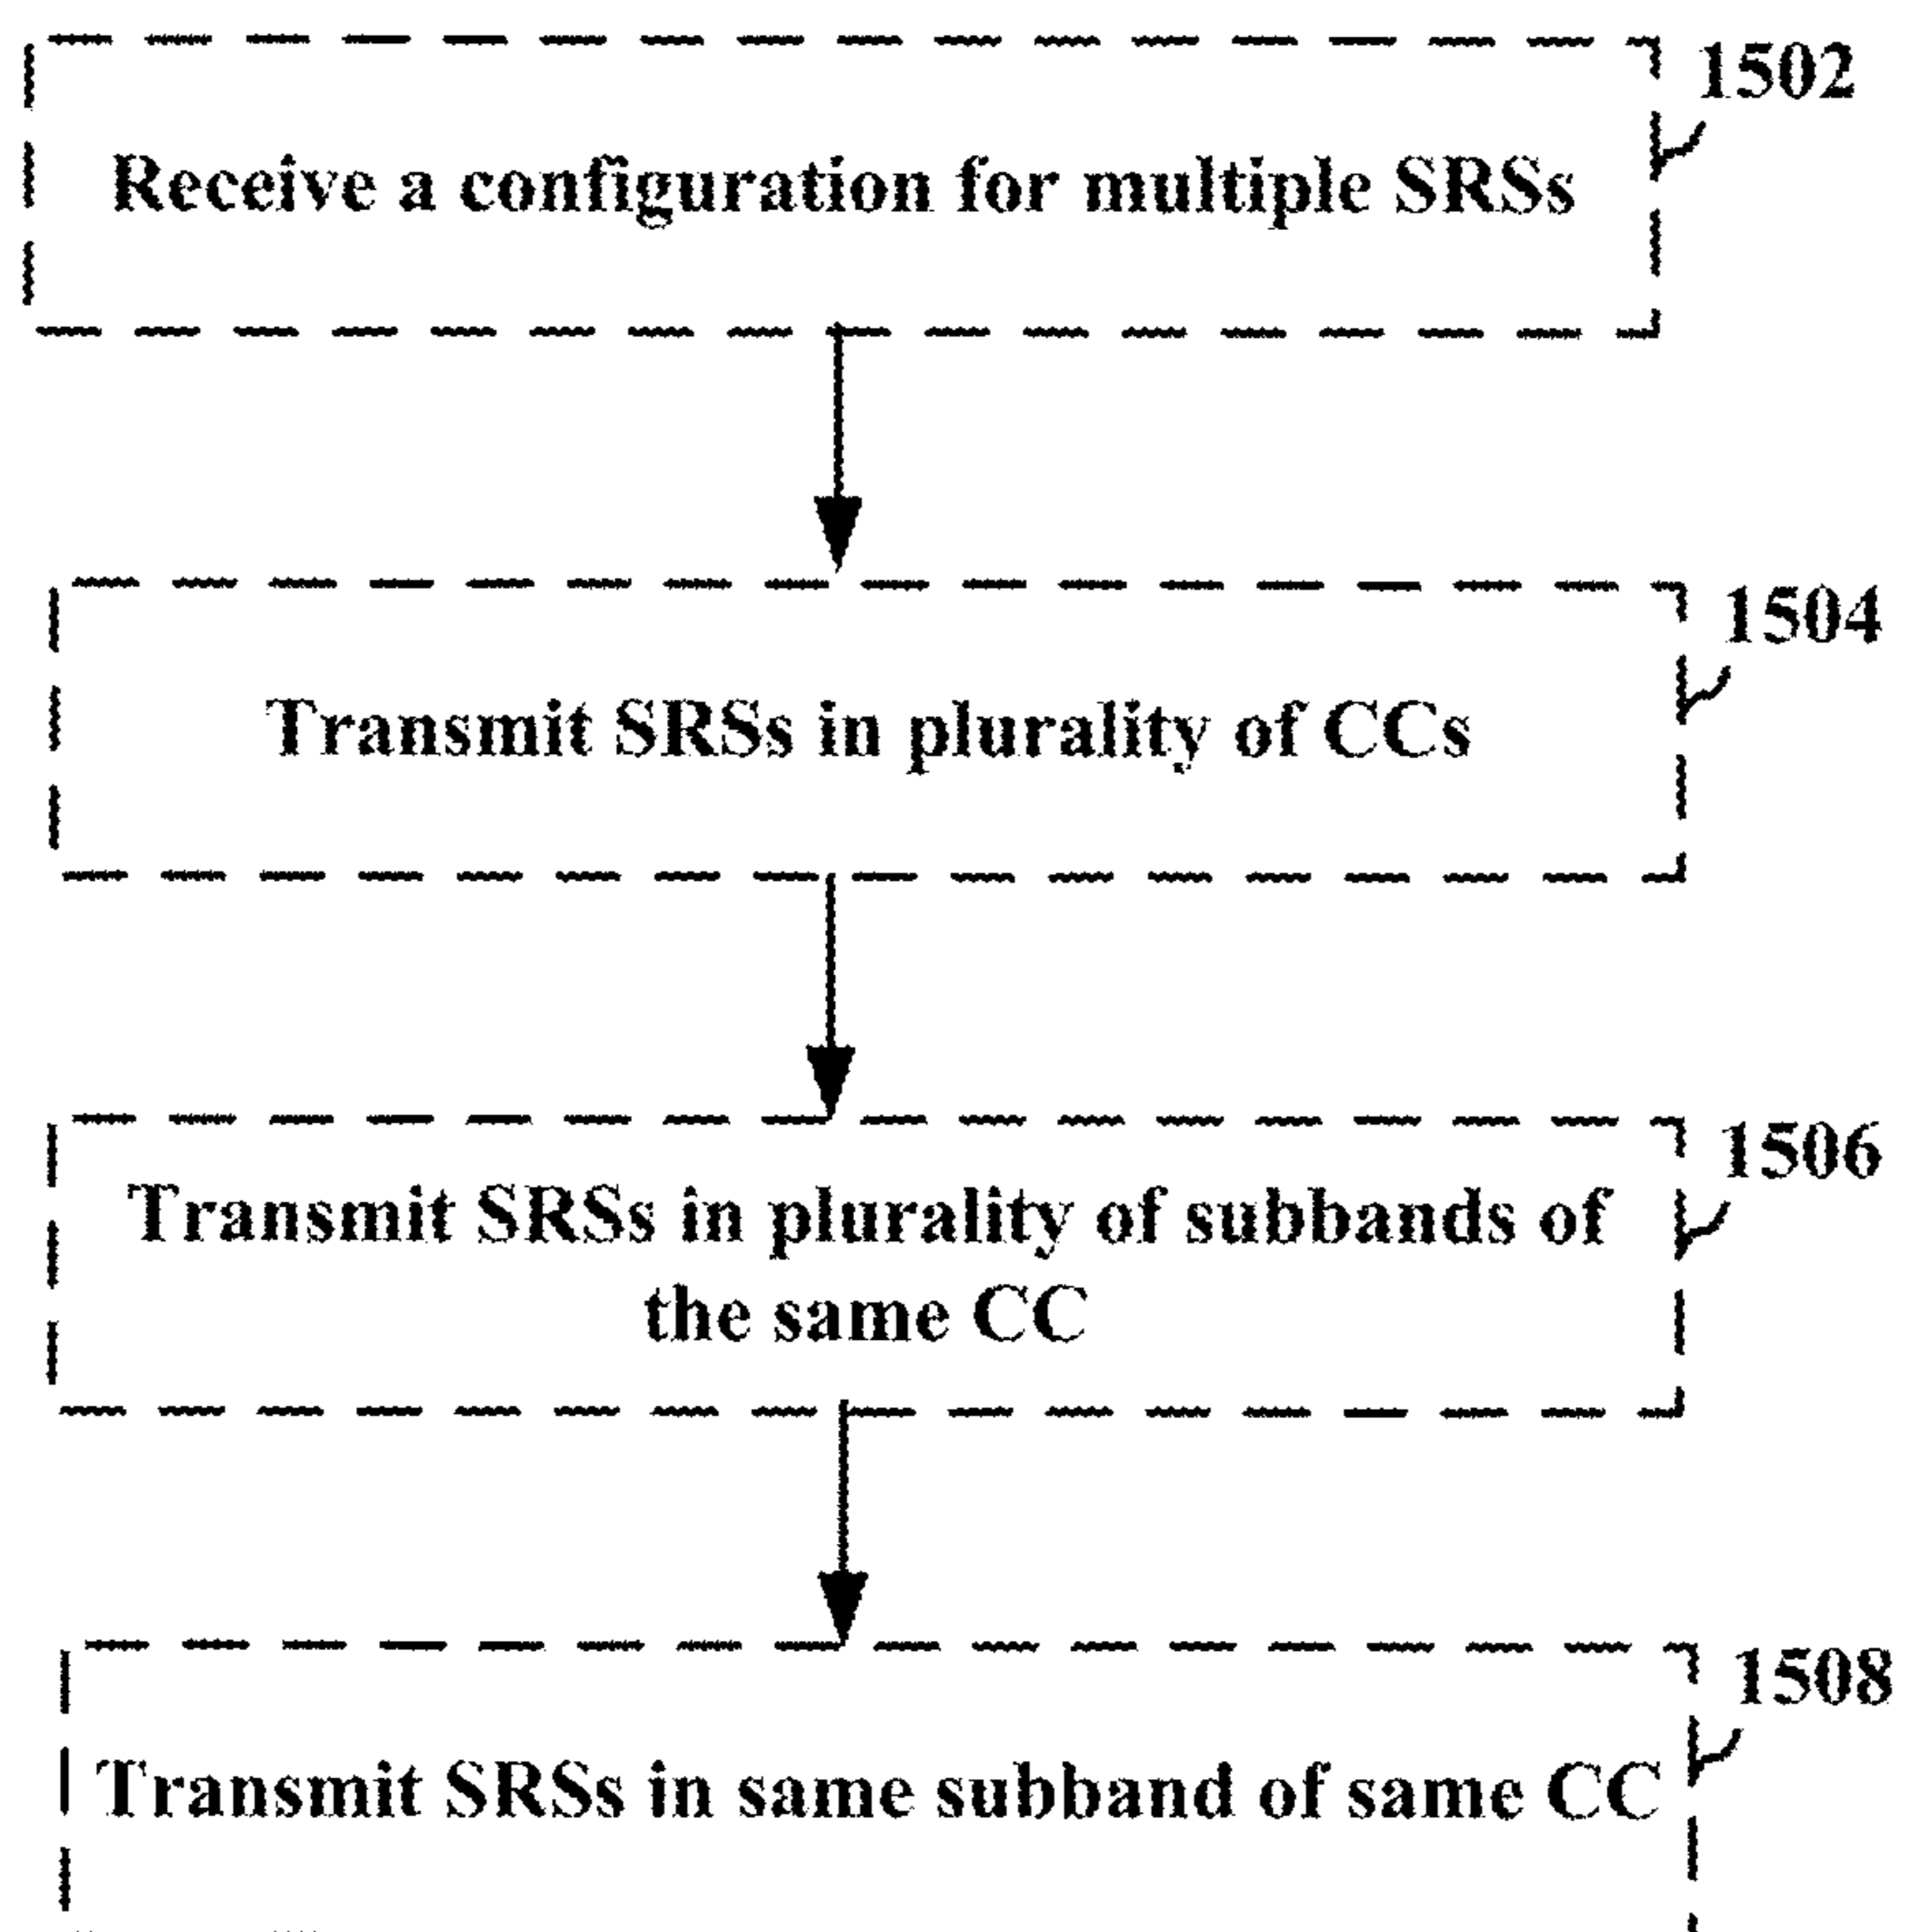 1502
Receive a configuration for multiple SRSs
1504
Transmit SRSs in plurality of CCs
1506
Transmit SRSs in plurality of subbands of
the same CC
1508
Transmit SRSs in same subband of same CC